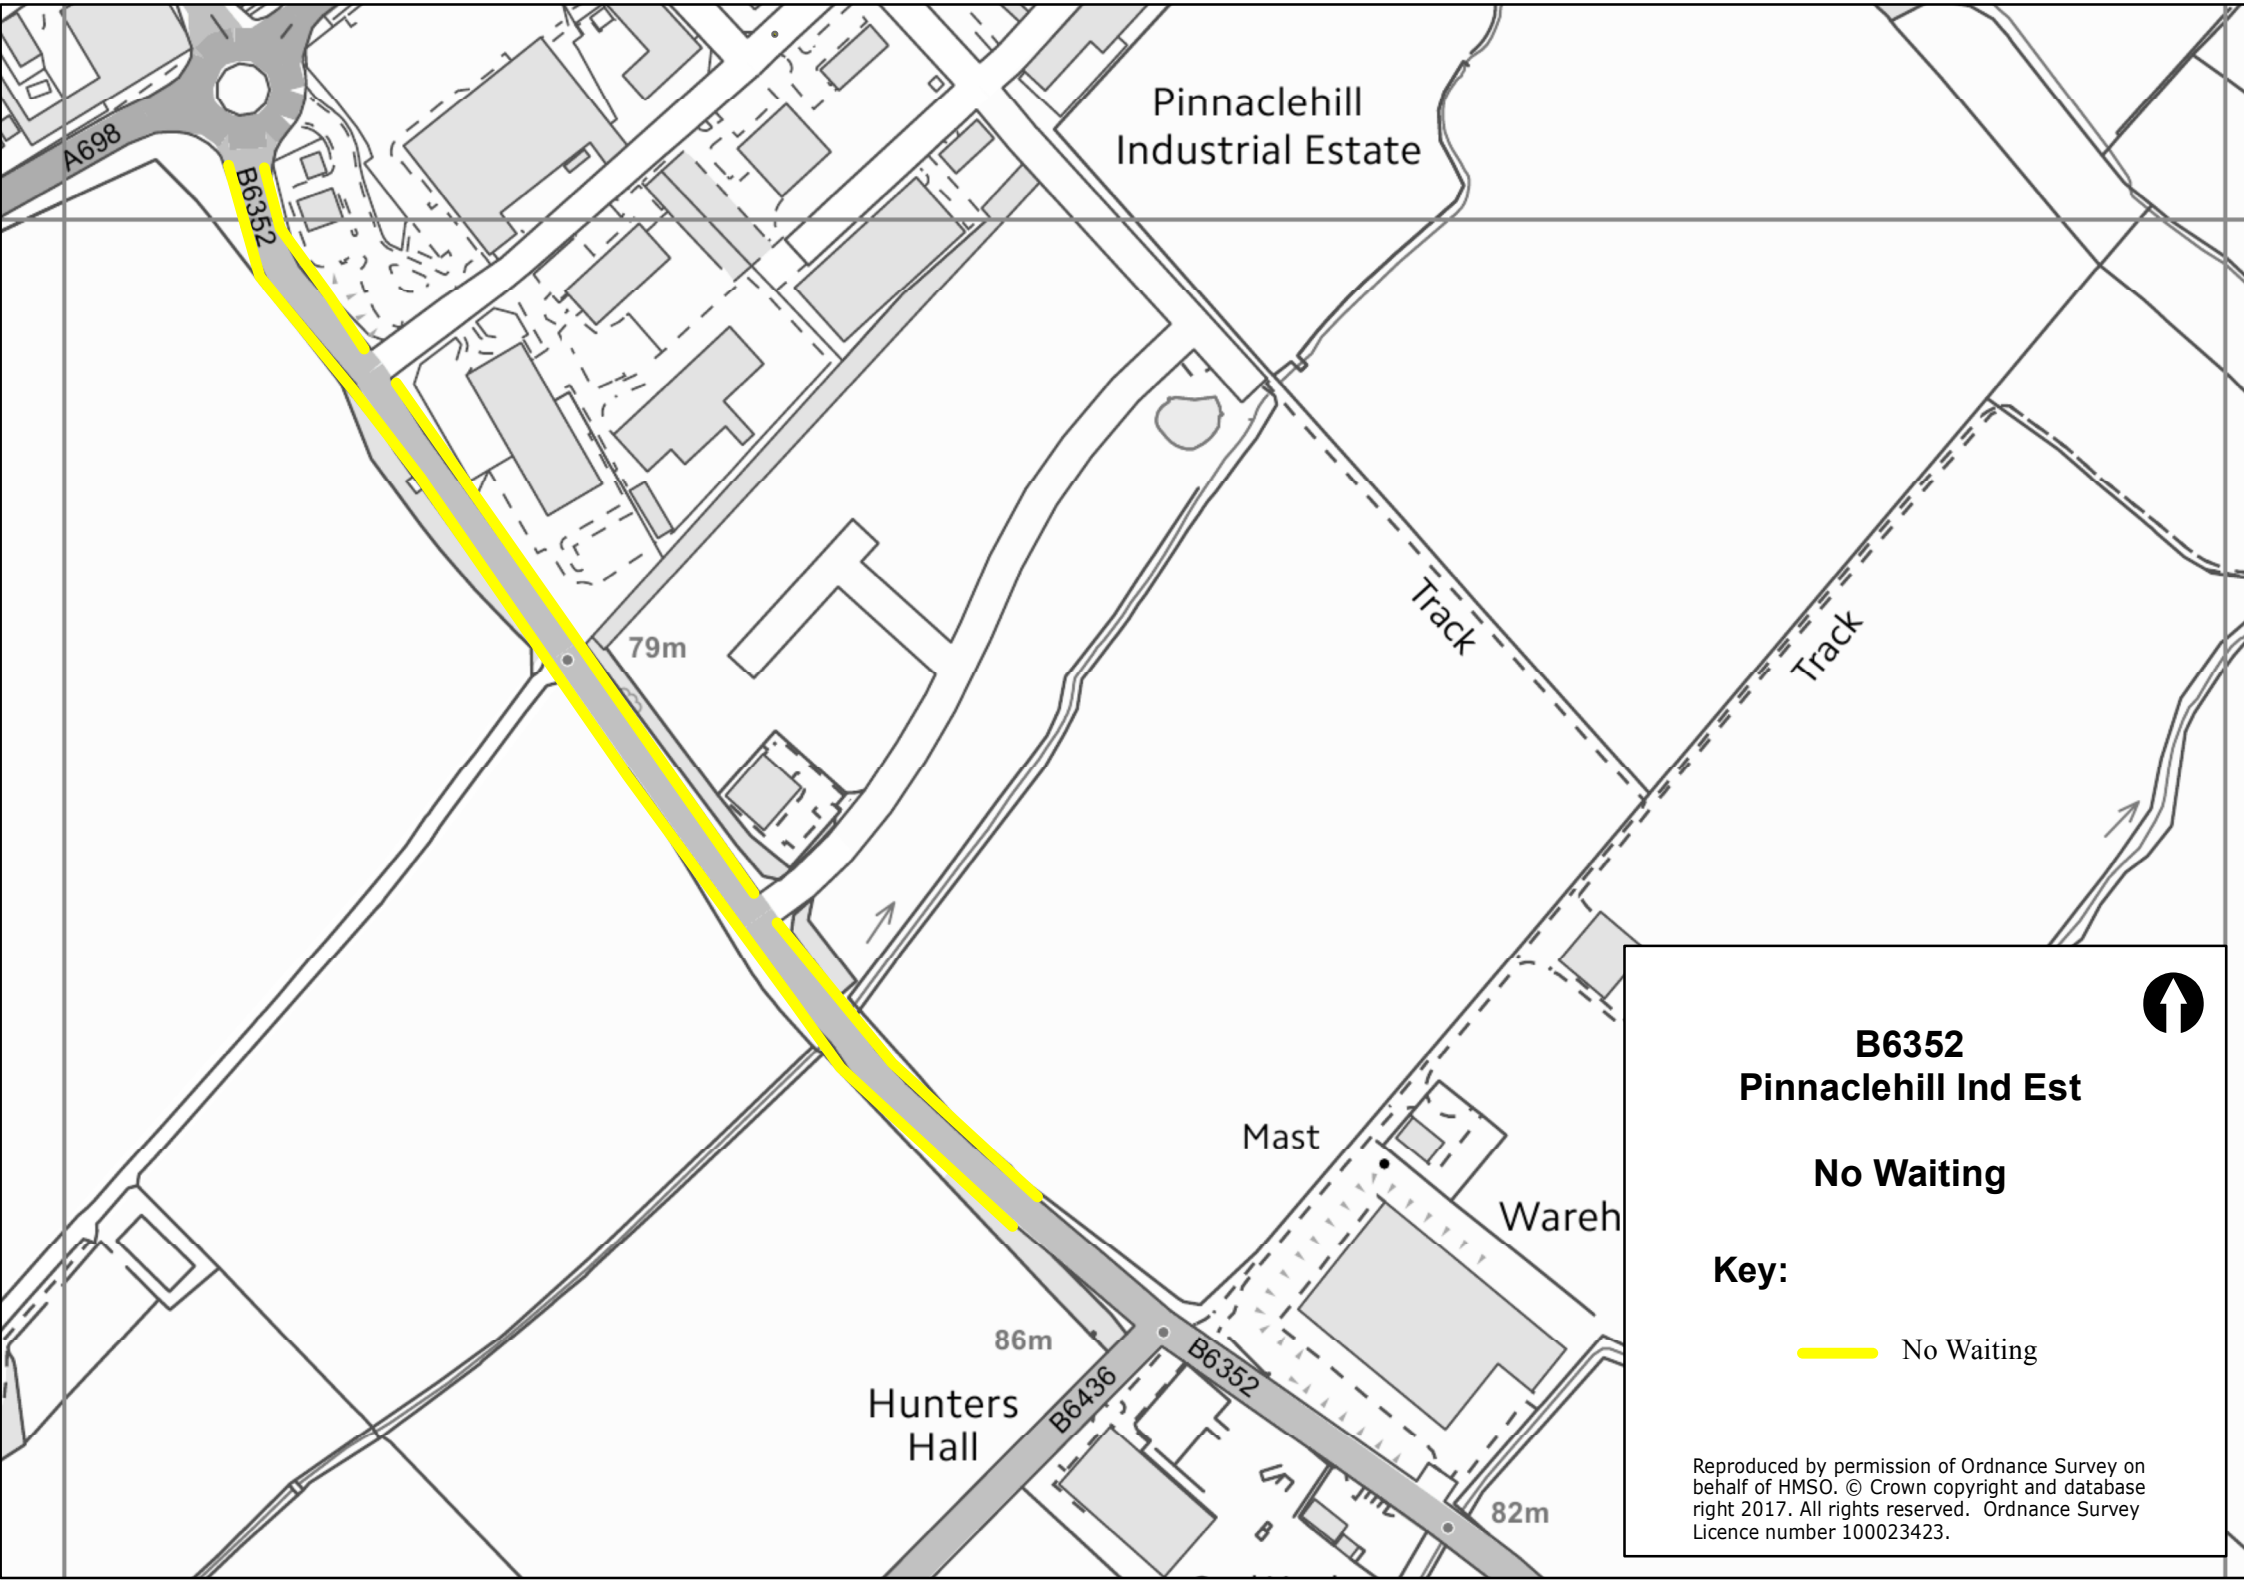 Pinnaclehill
Industrial Estate
A698
B6352
79m
Track
Track
Mast
Wareh
86m
B6352
B6436
Hunters
Hall
82m
B6352
Pinnaclehill Ind Est
No Waiting
Key:
No Waiting
Reproduced by permission of Ordnance Survey on
behalf of HMSO. © Crown copyright and database
right 2017. All rights reserved. Ordnance Survey
Licence number 100023423.